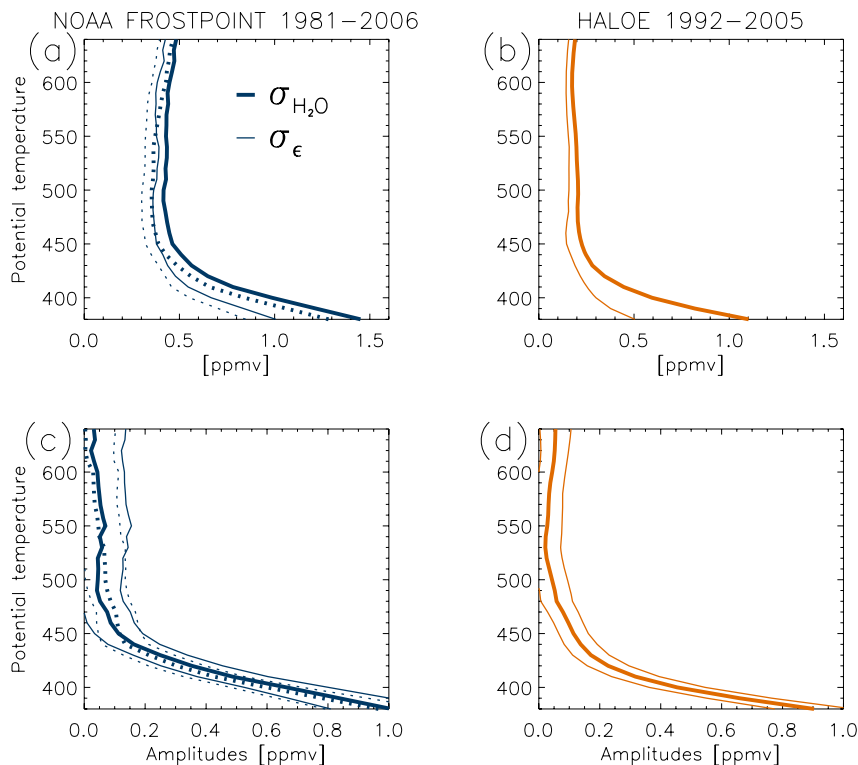 NOAA FROSTPOINT 1981−2006
HALOE 1992−2005
(a)
(b)
σ H₂O
σ ϵ
Potential temperature
600
550
500
450
400
0.0 0.5 1.0 1.5
[ppmv]
600
550
500
450
400
0.0 0.5 1.0 1.5
[ppmv]
(c)
(d)
Potential temperature
600
550
500
450
400
0.0 0.2 0.4 0.6 0.8 1.0
Amplitudes [ppmv]
Potential temperature
600
550
500
450
400
0.0 0.2 0.4 0.6 0.8 1.0
Amplitudes [ppmv]